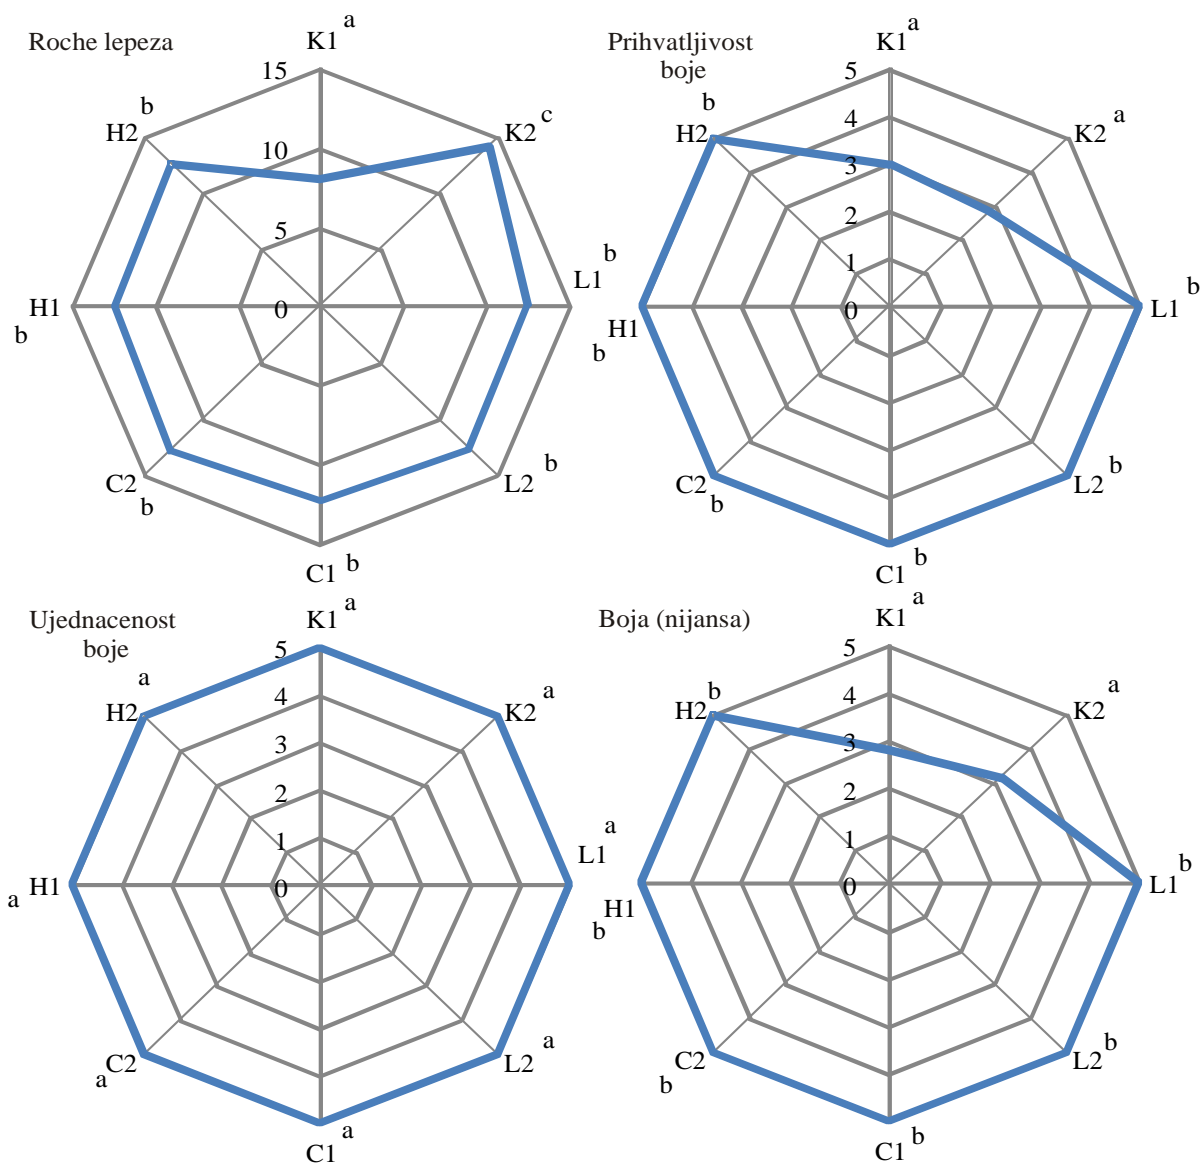 Roche lepeza
K1 a
15
10
5
0
K2 c
L1 b
L2 b
C1 b
C2 b
H1 b
H2 b
Prihvatljivost
boje
K1 a
5
4
3
2
1
0
K2 a
L1 b
L2 b
C1 b
C2 b
H1 b
H2 b
Ujednacenost
boje
K1 a
5
4
3
2
1
0
K2 a
L1 a
L2 a
C1 a
C2 a
H1 a
H2 a
Boja (nijansa)
K1 a
5
4
3
2
1
0
K2 a
L1 b
L2 b
C1 b
C2 b
H1 b
H2 b